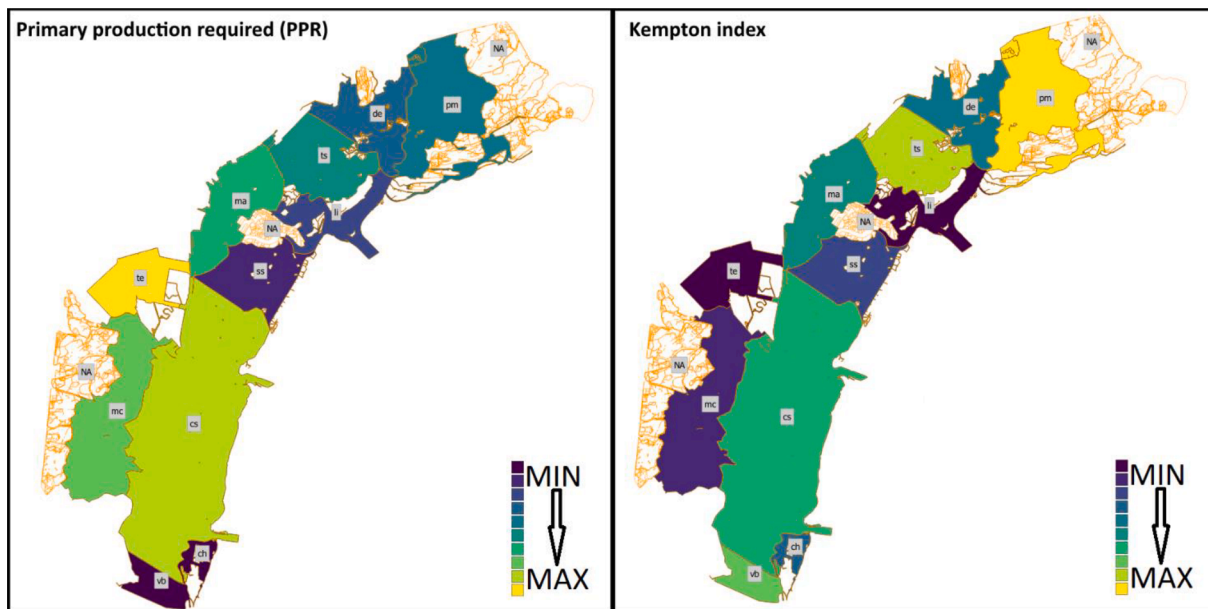 Primary production required (PPR)
NA
pm
de
ts
ma
li
NA
ss
te
NA
mc
cs
ch
vb
MIN
MAX
Kempton index
NA
pm
de
ts
ma
li
NA
ss
te
NA
mc
cs
ch
vb
MIN
MAX